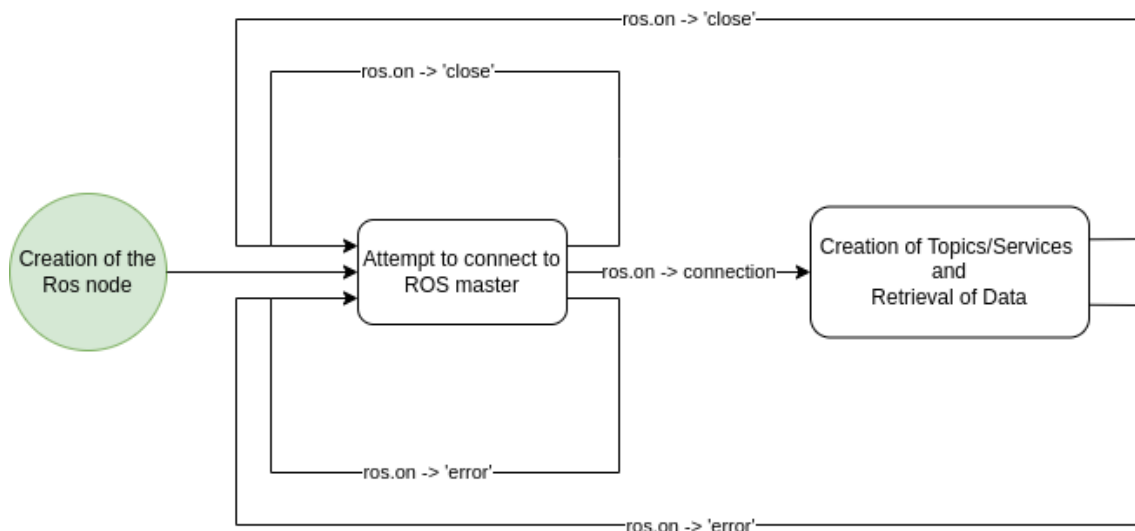 ros.on -> 'close'
ros.on -> 'close'
Creation of the
Ros node
Attempt to connect to
ROS master
ros.on -> connection
Creation of Topics/Services
and
Retrieval of Data
ros.on -> 'error'
ros.on -> 'error'